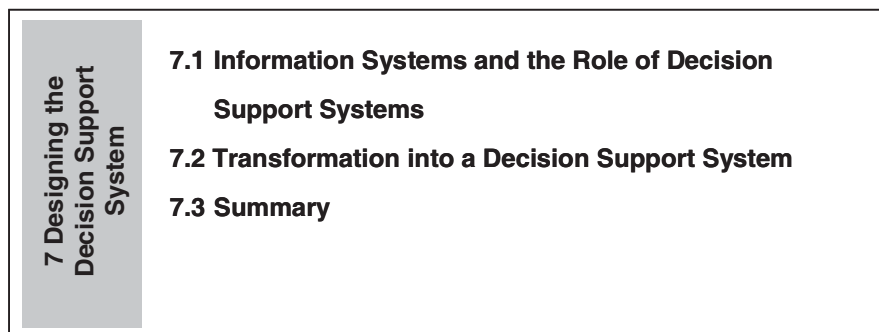 7 Designing the
Decision Support
System
7.1 Information Systems and the Role of Decision
Support Systems
7.2 Transformation into a Decision Support System
7.3 Summary